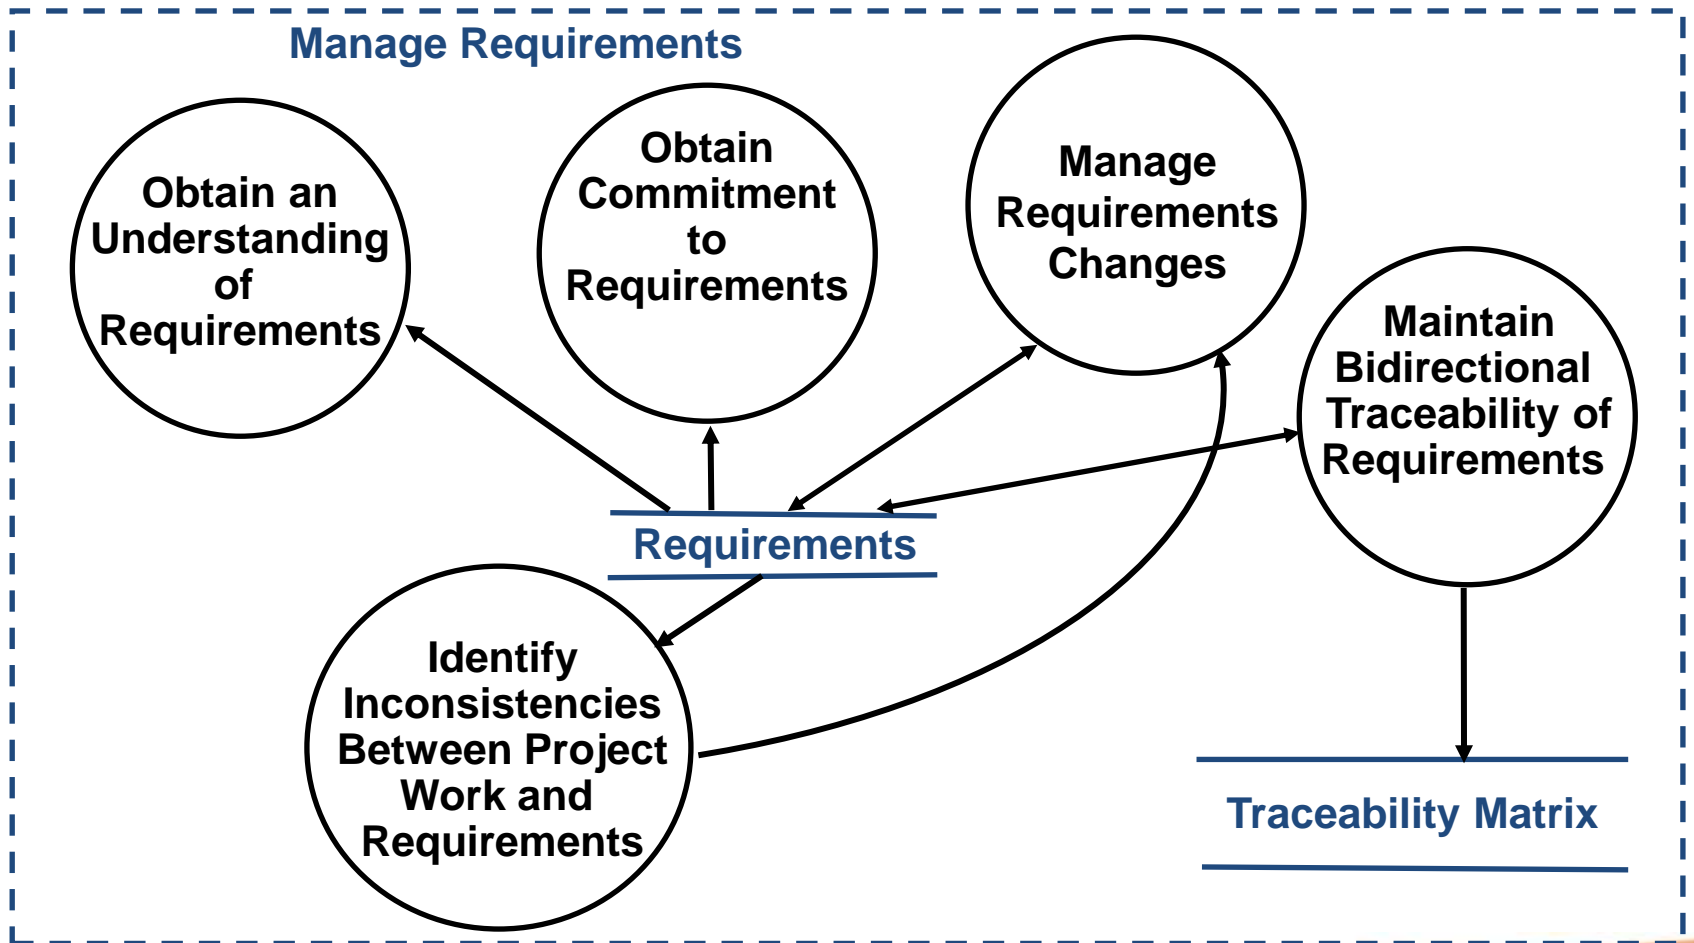 Manage Requirements
Obtain an
Understanding
of
Requirements
Obtain
Commitment
to
Requirements
Manage
Requirements
Changes
Maintain
Bidirectional
Traceability of
Requirements
Requirements
Identify
Inconsistencies
Between Project
Work and
Requirements
Traceability Matrix